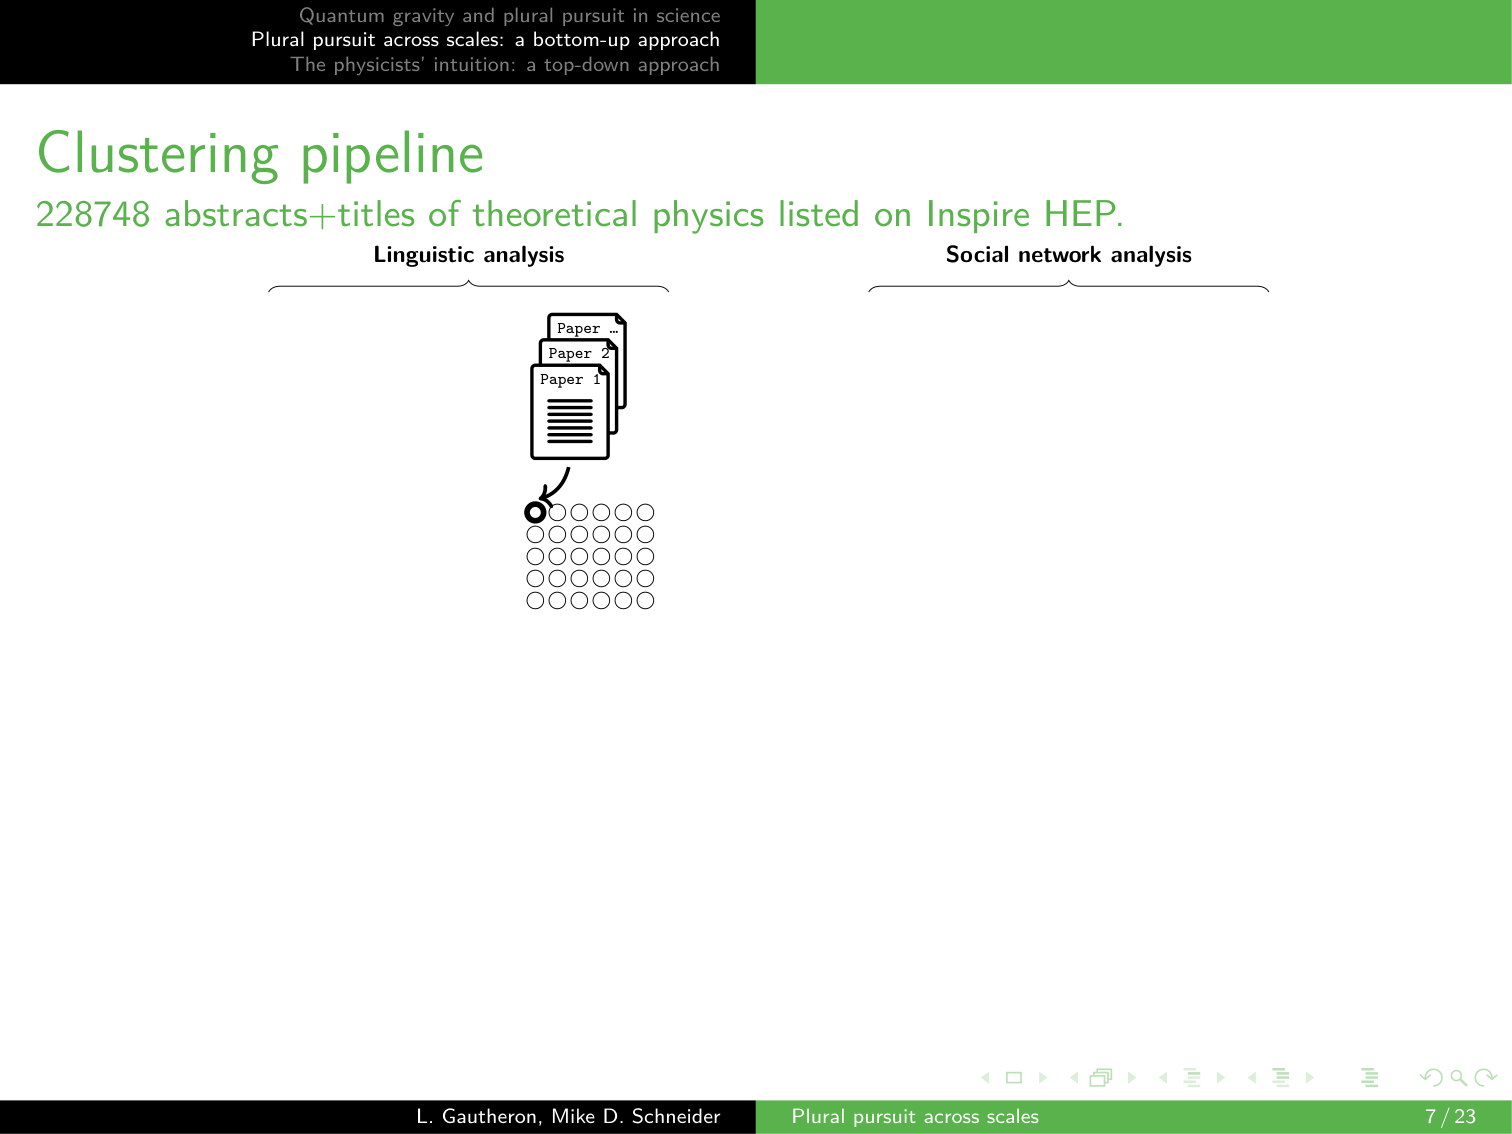 Quantum gravity and plural pursuit in science
Plural pursuit across scales: a bottom-up approach
The physicists' intuition: a top-down approach
Clustering pipeline
228748 abstracts+titles of theoretical physics listed on Inspire HEP.
Linguistic analysis
Social network analysis
Paper …
Paper 2
Paper 1
L. Gautheron, Mike D. Schneider
Plural pursuit across scales
7 / 23